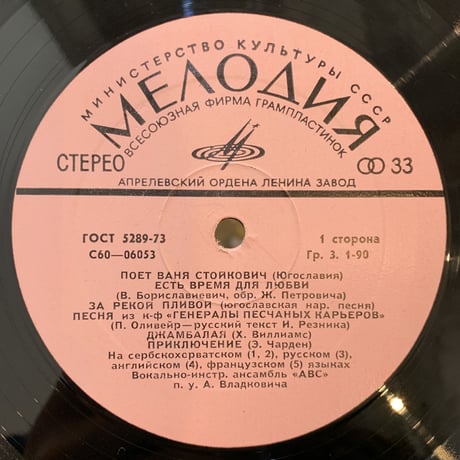 МИНИСТЕРСТВО КУЛЬТУРЫ СССР
МЕЛОДИЯ
ВСЕСОЮЗНАЯ ФИРМА ГРАМПЛАСТИНОК
СТЕРЕО
33
АПРЕЛЕВСКИЙ ОРДЕНА ЛЕНИНА ЗАВОД
ГОСТ 5289-73
1 сторона
С60—06053
Гр. 3. 1-90
ПОЕТ ВАНЯ СТОЙКОВИЧ (Югославия)
ЕСТЬ ВРЕМЯ ДЛЯ ЛЮБВИ
(В. Бориславиевич, обр. Ж. Петровича)
ЗА РЕКОЙ ПЛИВОЙ (югославская нар. песня)
ПЕСНЯ из к-ф «ГЕНЕРАЛЫ ПЕСЧАНЫХ КАРЬЕРОВ»
(П. Оливейр—русский текст И. Резника)
ДЖАМБАЛАЯ (Х. Виллиамс)
ПРИКЛЮЧЕНИЕ (Э. Чарден)
На сербскохорватском (1, 2), русском (3),
английском (4), французском (5) языках
Вокально-инстр. ансамбль «АВС»
п. у. А. Владковича